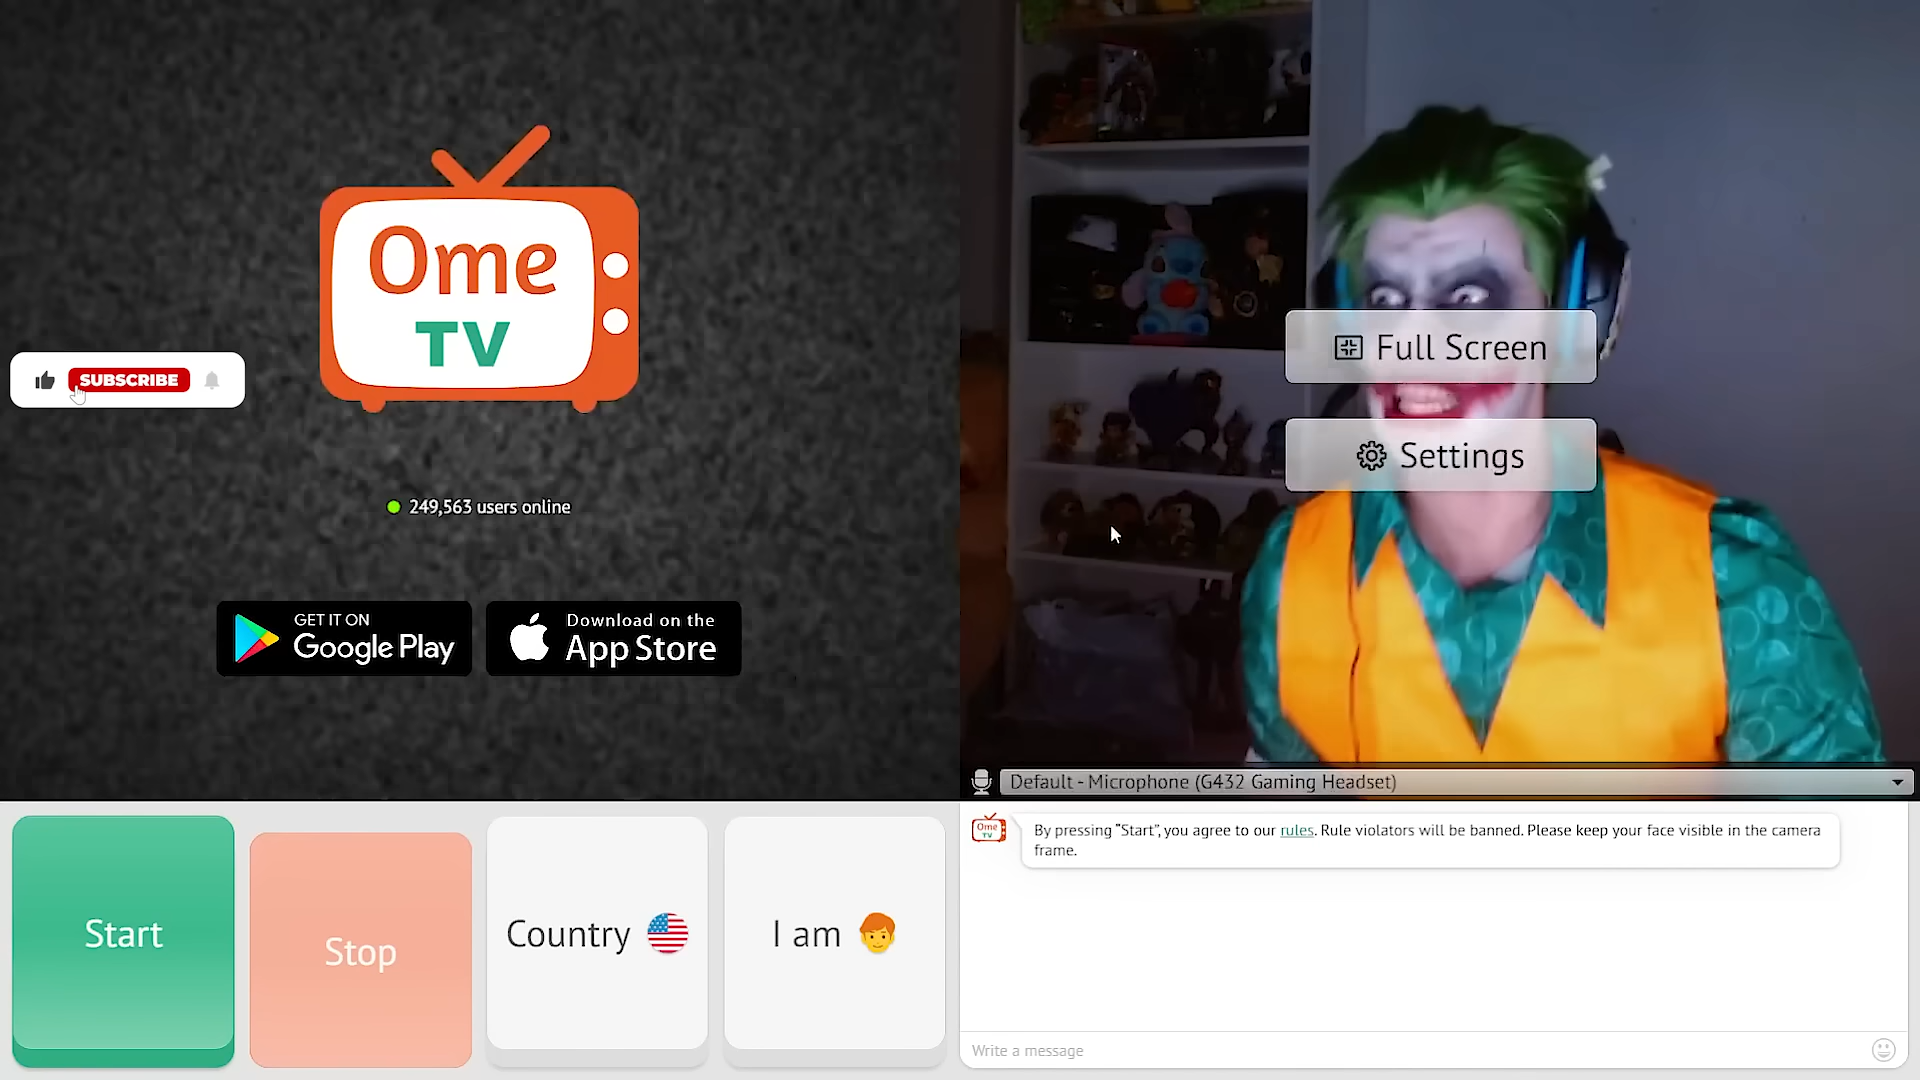 Ome
TV
SUBSCRIBE
249,563 users online
GET IT ON
Google Play
Download on the
App Store
Full Screen
Settings
Default - Microphone (G432 Gaming Headset)
Start
Stop
Country
I am
Ome
TV
By pressing "Start", you agree to our rules. Rule violators will be banned. Please keep your face visible in the camera
frame.
Write a message